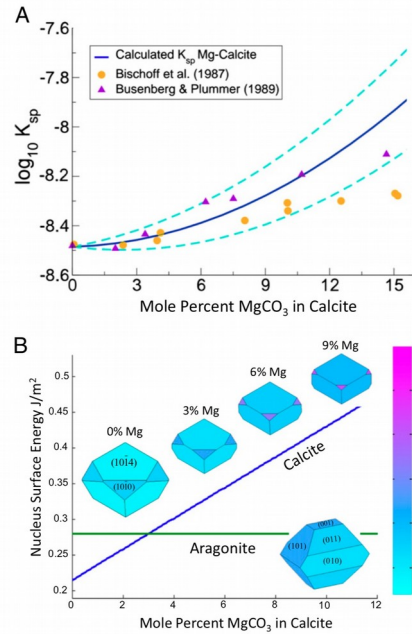 A
-7.6
-7.8
-8
-8.2
-8.4
-8.6
log10 Ksp
Calculated Ksp Mg-Calcite
Bischoff et al. (1987)
Busenberg & Plummer (1989)
0 3 6 9 12 15
Mole Percent MgCO3 in Calcite
B
9% Mg
6% Mg
3% Mg
0% Mg
0.5
0.45
0.4
0.35
0.3
0.25
0.2
Nucleus Surface Energy J/m²
(101̄4)
(101̄0)
Calcite
Aragonite
(001)
(101)
(011)
(010)
0 2 4 6 8 10 12
Mole Percent MgCO3 in Calcite